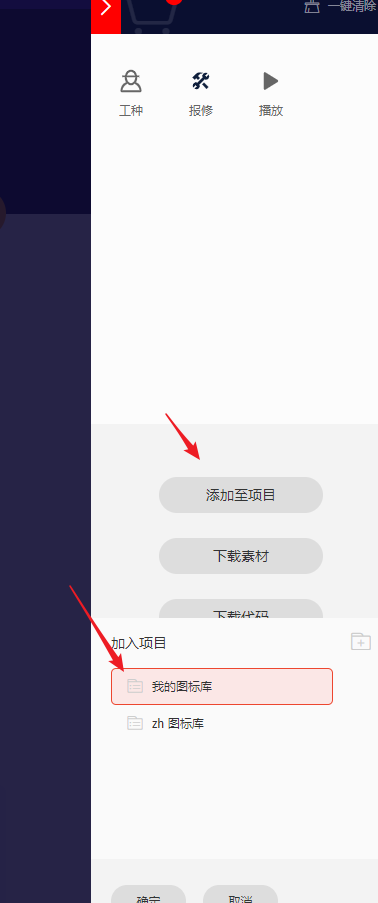 一键清除
工种 报修 播放
添加至项目
下载素材
下载代码
加入项目
我的图标库
zh 图标库
确定 取消